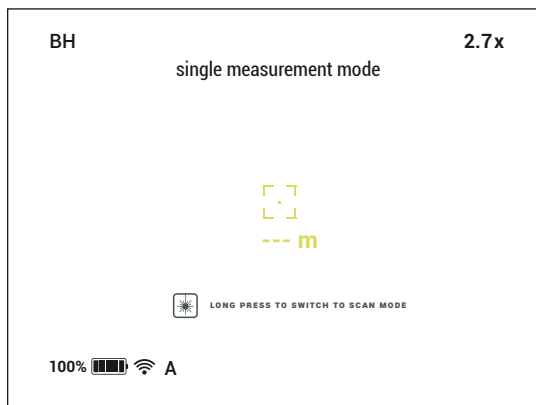 BH 2.7x
single measurement mode
--- m
LONG PRESS TO SWITCH TO SCAN MODE
100% A